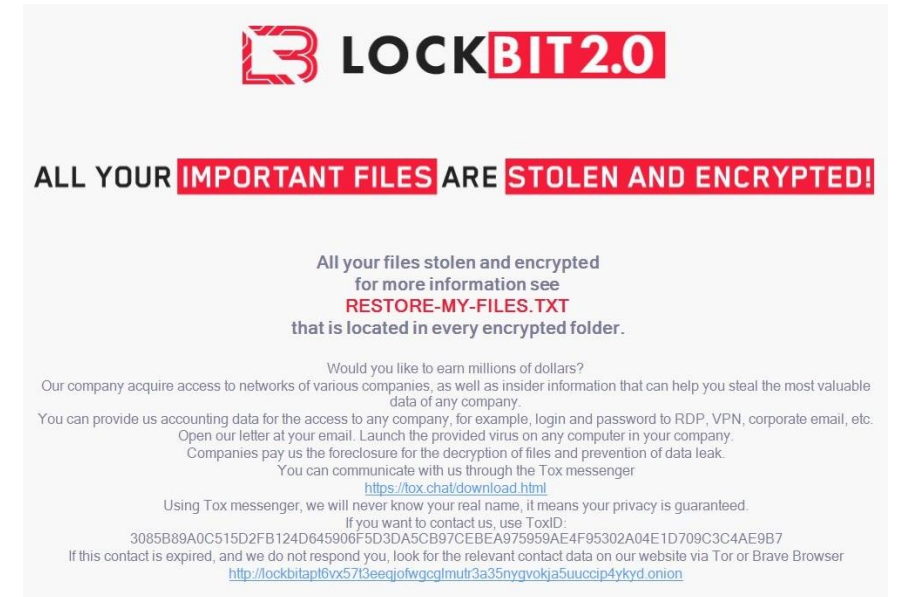 LOCKBIT 2.0
ALL YOUR IMPORTANT FILES ARE STOLEN AND ENCRYPTED!
All your files stolen and encrypted
for more information see
RESTORE-MY-FILES.TXT
that is located in every encrypted folder.
Would you like to earn millions of dollars?
Our company acquire access to networks of various companies, as well as insider information that can help you steal the most valuable
data of any company.
You can provide us accounting data for the access to any company, for example, login and password to RDP, VPN, corporate email, etc.
Open our letter at your email. Launch the provided virus on any computer in your company.
Companies pay us the foreclosure for the decryption of files and prevention of data leak.
You can communicate with us through the Tox messenger
https://tox.chat/download.html
Using Tox messenger, we will never know your real name, it means your privacy is guaranteed.
If you want to contact us, use ToxID:
3085B89A0C515D2FB124D645906F5D3DA5CB97CEBEA975959AE4F95302A04E1D709C3C4AE9B7
If this contact is expired, and we do not respond you, look for the relevant contact data on our website via Tor or Brave Browser
http://lockbitapt6vx57t3eeqjofwgcglmutr3a35nygvokja5uuccip4ykyd.onion